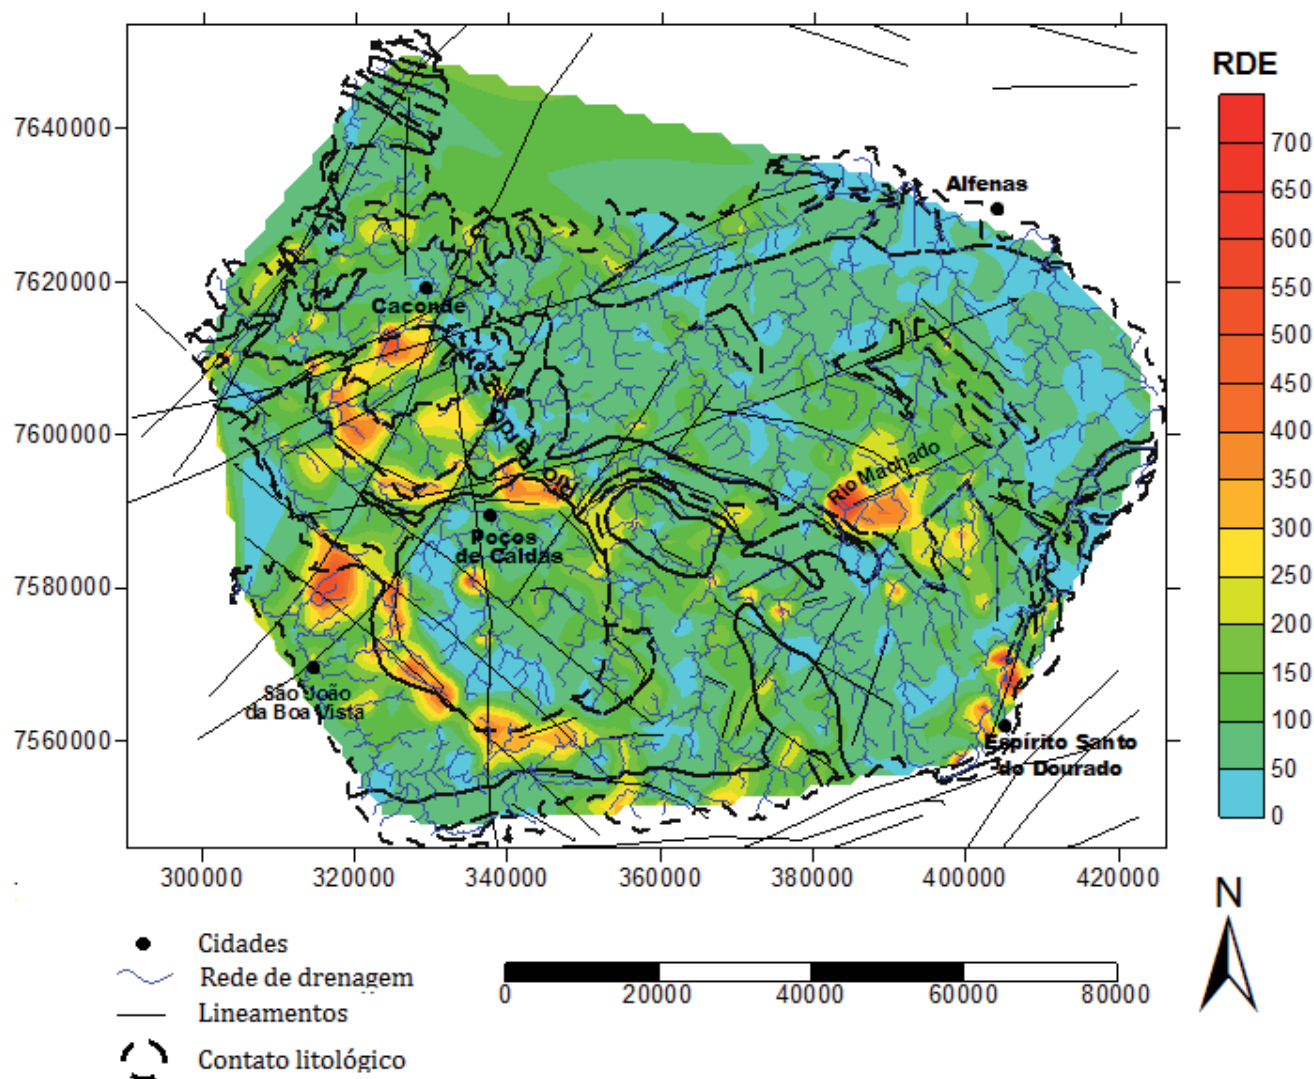 RDE
7640000
7620000
7600000
7580000
7560000
700
650
600
550
500
450
400
350
300
250
200
150
100
50
0
Alfenas
Caconde
Rio Pardo
Rio Machado
Poços
de Caldas
São João
da Boa Vista
Espírito Santo
do Dourado
300000 320000 340000 360000 380000 400000 420000
N
Cidades
Rede de drenagem
Lineamentos
Contato litológico
0 20000 40000 60000 80000